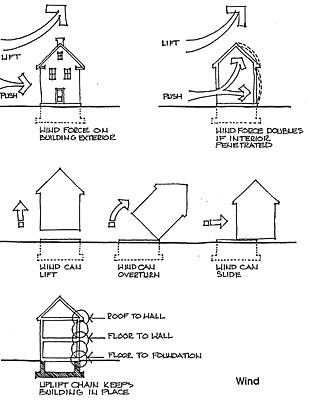 LIFT
PUSH
WIND FORCE ON
BUILDING EXTERIOR
LIFT
PUSH
WIND FORCE DOUBLES
IF INTERIOR
PENETRATED
WIND CAN
LIFT
WIND CAN
OVERTURN
WIND CAN
SLIDE
ROOF TO WALL
FLOOR TO WALL
FLOOR TO FOUNDATION
UPLIFT CHAIN KEEPS
BUILDING IN PLACE
Wind